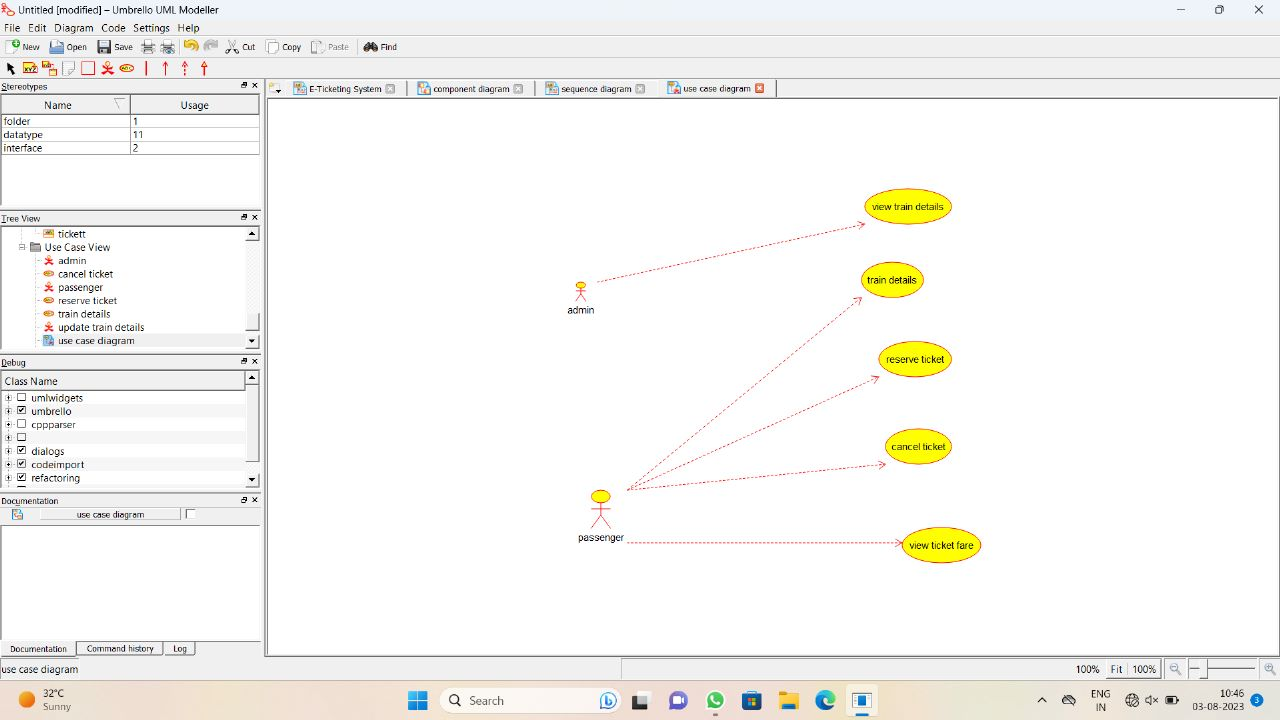 Untitled [modified] – Umbrello UML Modeller
File Edit Diagram Code Settings Help
New Open Save Cut Copy Paste Find
Stereotypes
Name Usage
folder 1
datatype 11
interface 2
Tree View
tickett
Use Case View
admin
cancel ticket
passenger
reserve ticket
train details
update train details
use case diagram
Debug
Class Name
umlwidgets
umbrello
cppparser
dialogs
codeimport
refactoring
Documentation
use case diagram
Documentation Command history Log
E-Ticketing System component diagram sequence diagram use case diagram
view train details
train details
admin
reserve ticket
cancel ticket
passenger
view ticket fare
use case diagram
100% Fit 100%
32°C
Sunny
Search
ENG
IN
10:46
03-08-2023
3